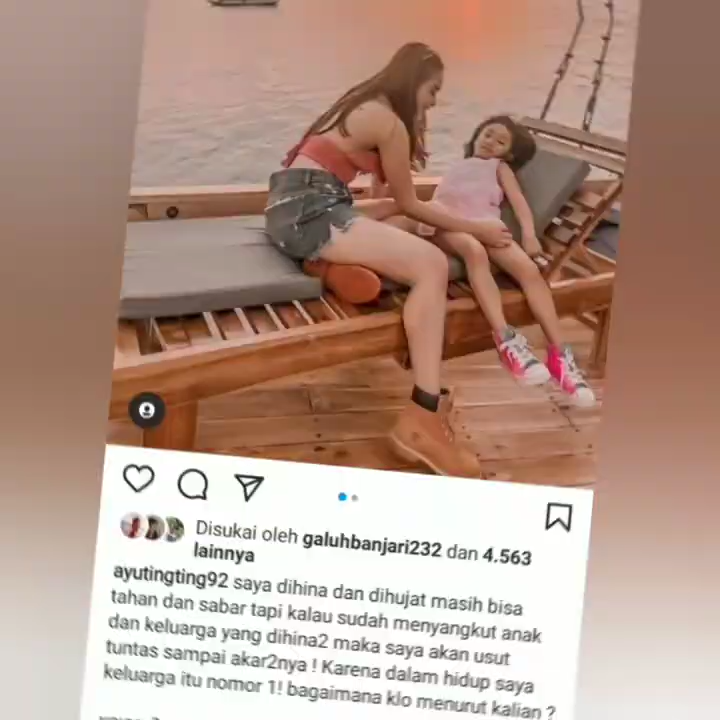 Disukai oleh galuhbanjari232 dan 4.563
lainnya
ayutingting92 saya dihina dan dihujat masih bisa
tahan dan sabar tapi kalau sudah menyangkut anak
dan keluarga yang dihina2 maka saya akan usut
tuntas sampai akar2nya ! Karena dalam hidup saya
keluarga itu nomor 1! bagaimana klo menurut kalian ?